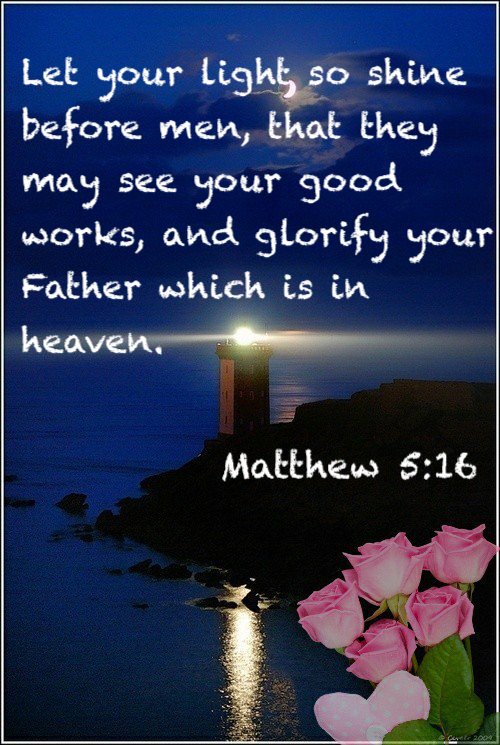 Let your light, so shine
before men, that they
may see your good
works, and glorify your
Father which is in
heaven.
Matthew 5:16